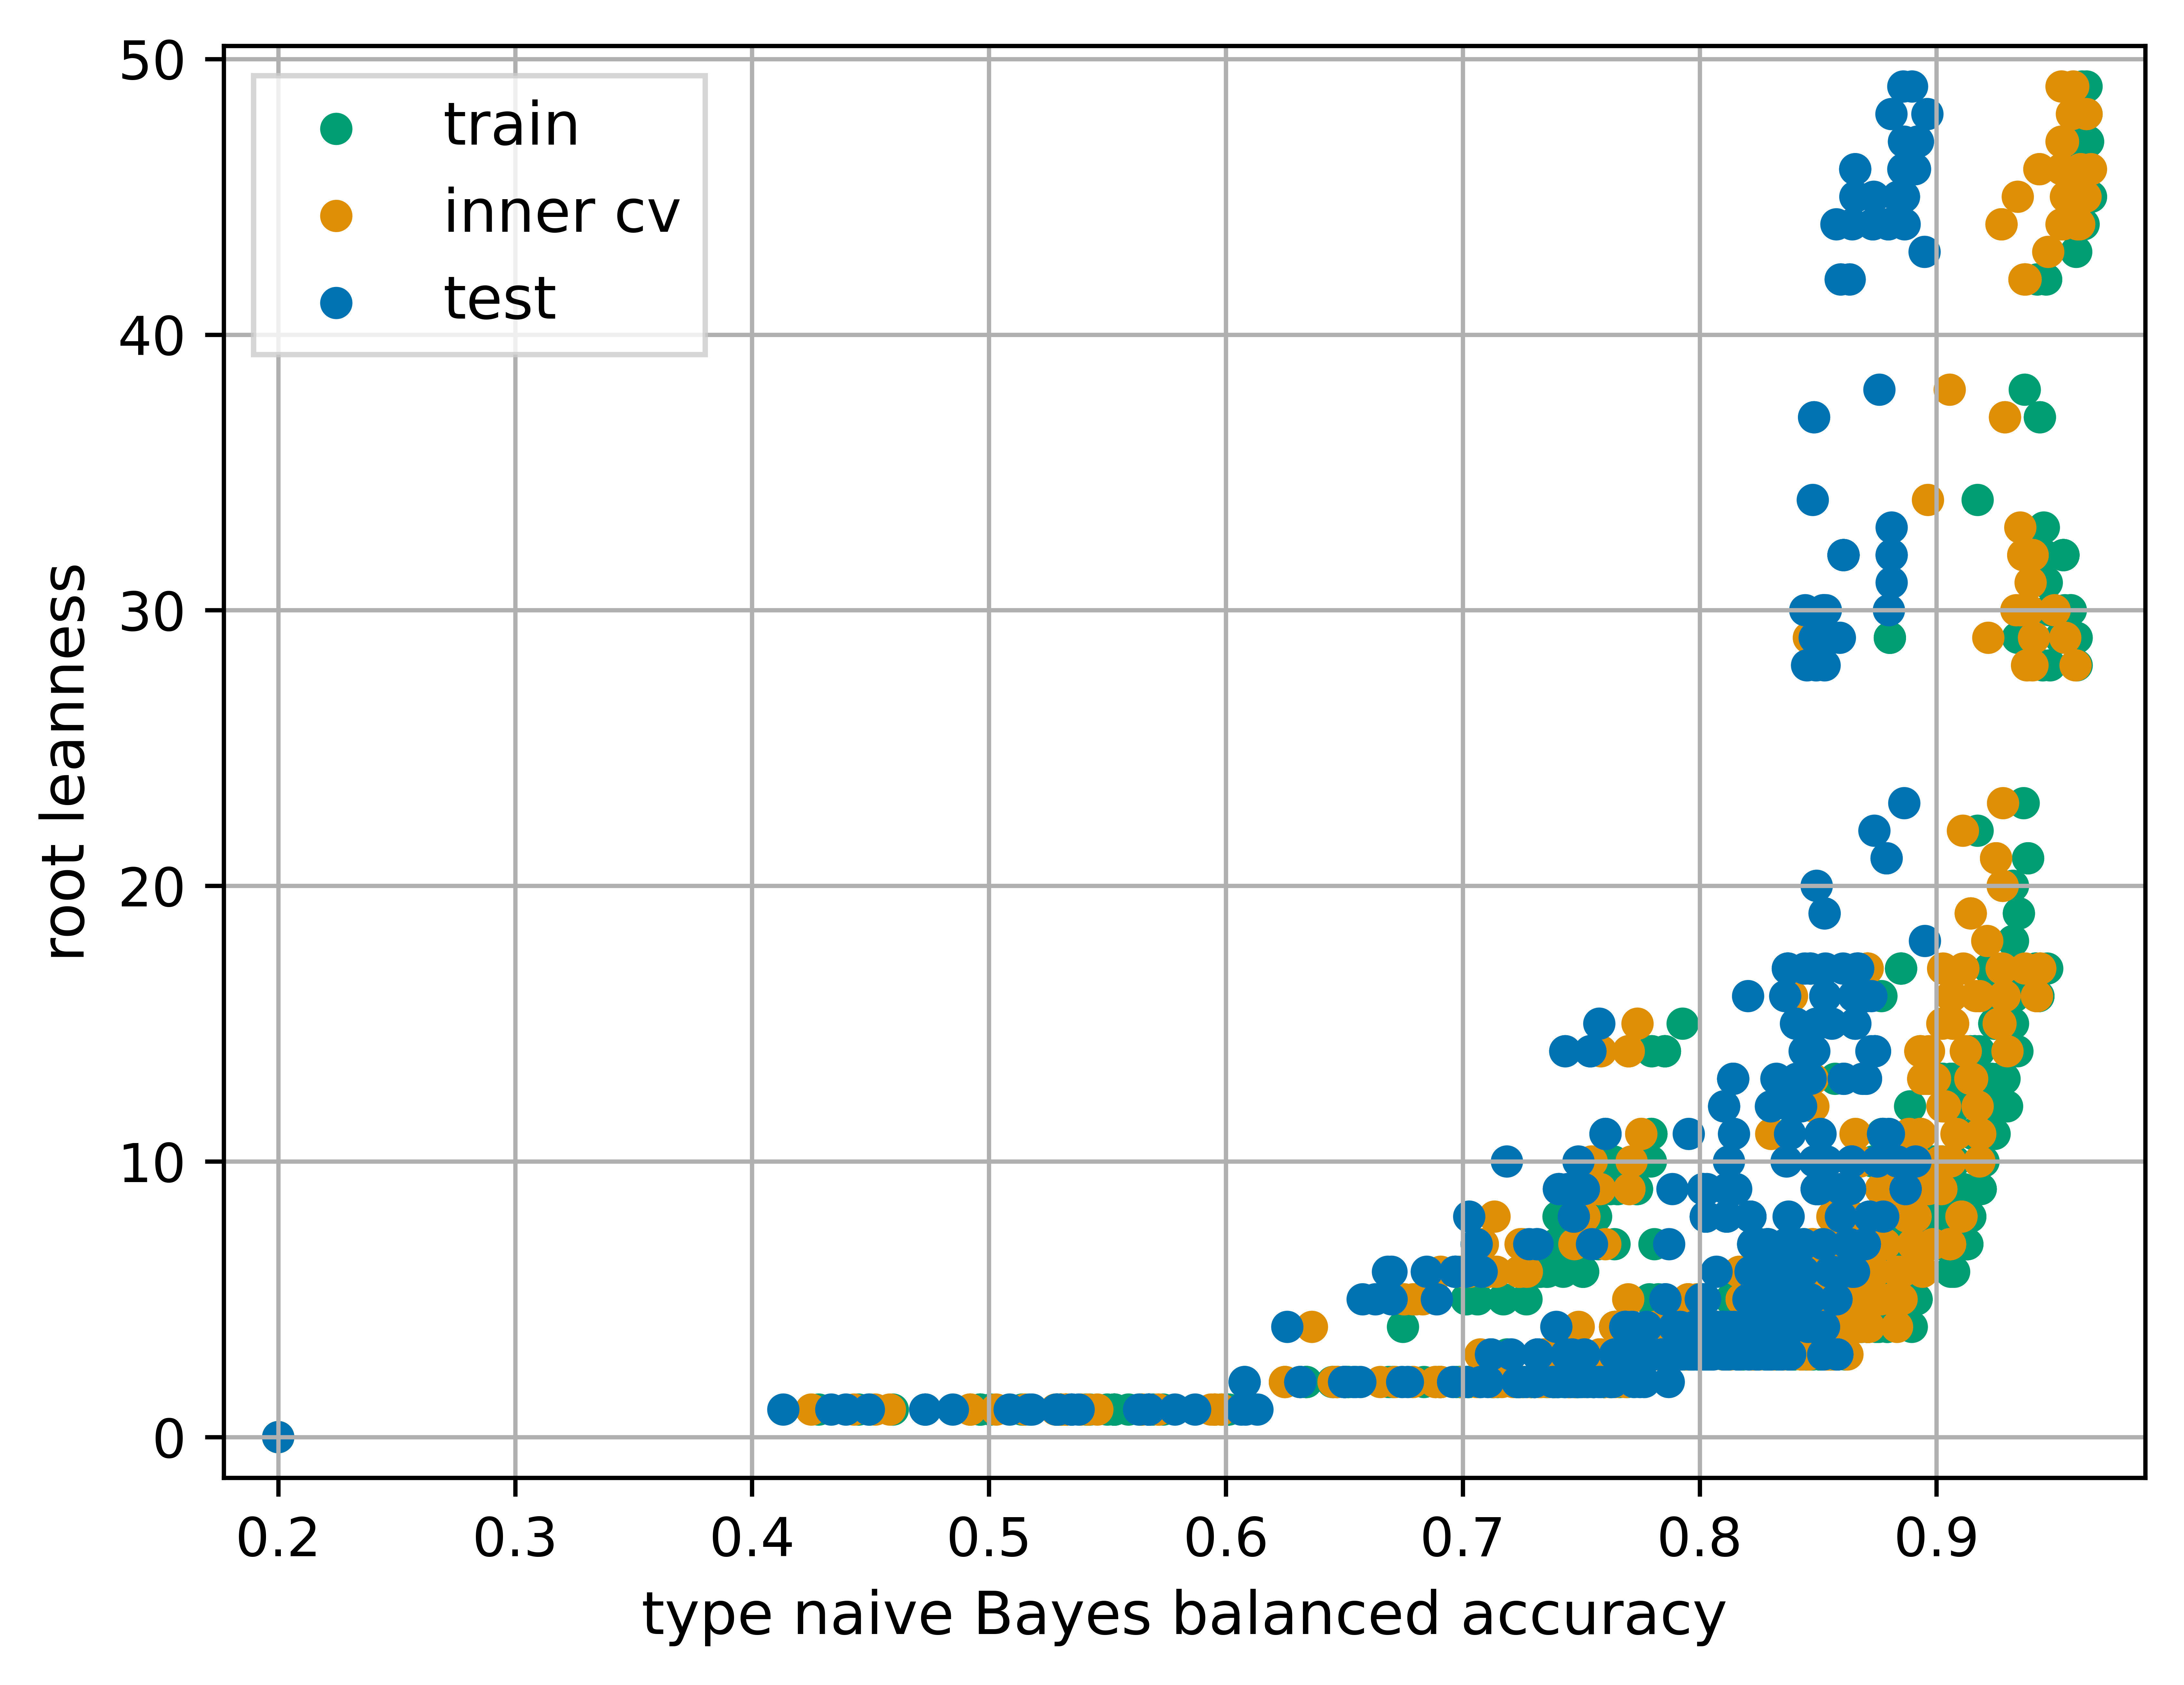 50
40
30
20
10
0
root leanness
train
inner cv
test
0.2 0.3 0.4 0.5 0.6 0.7 0.8 0.9
type naive Bayes balanced accuracy